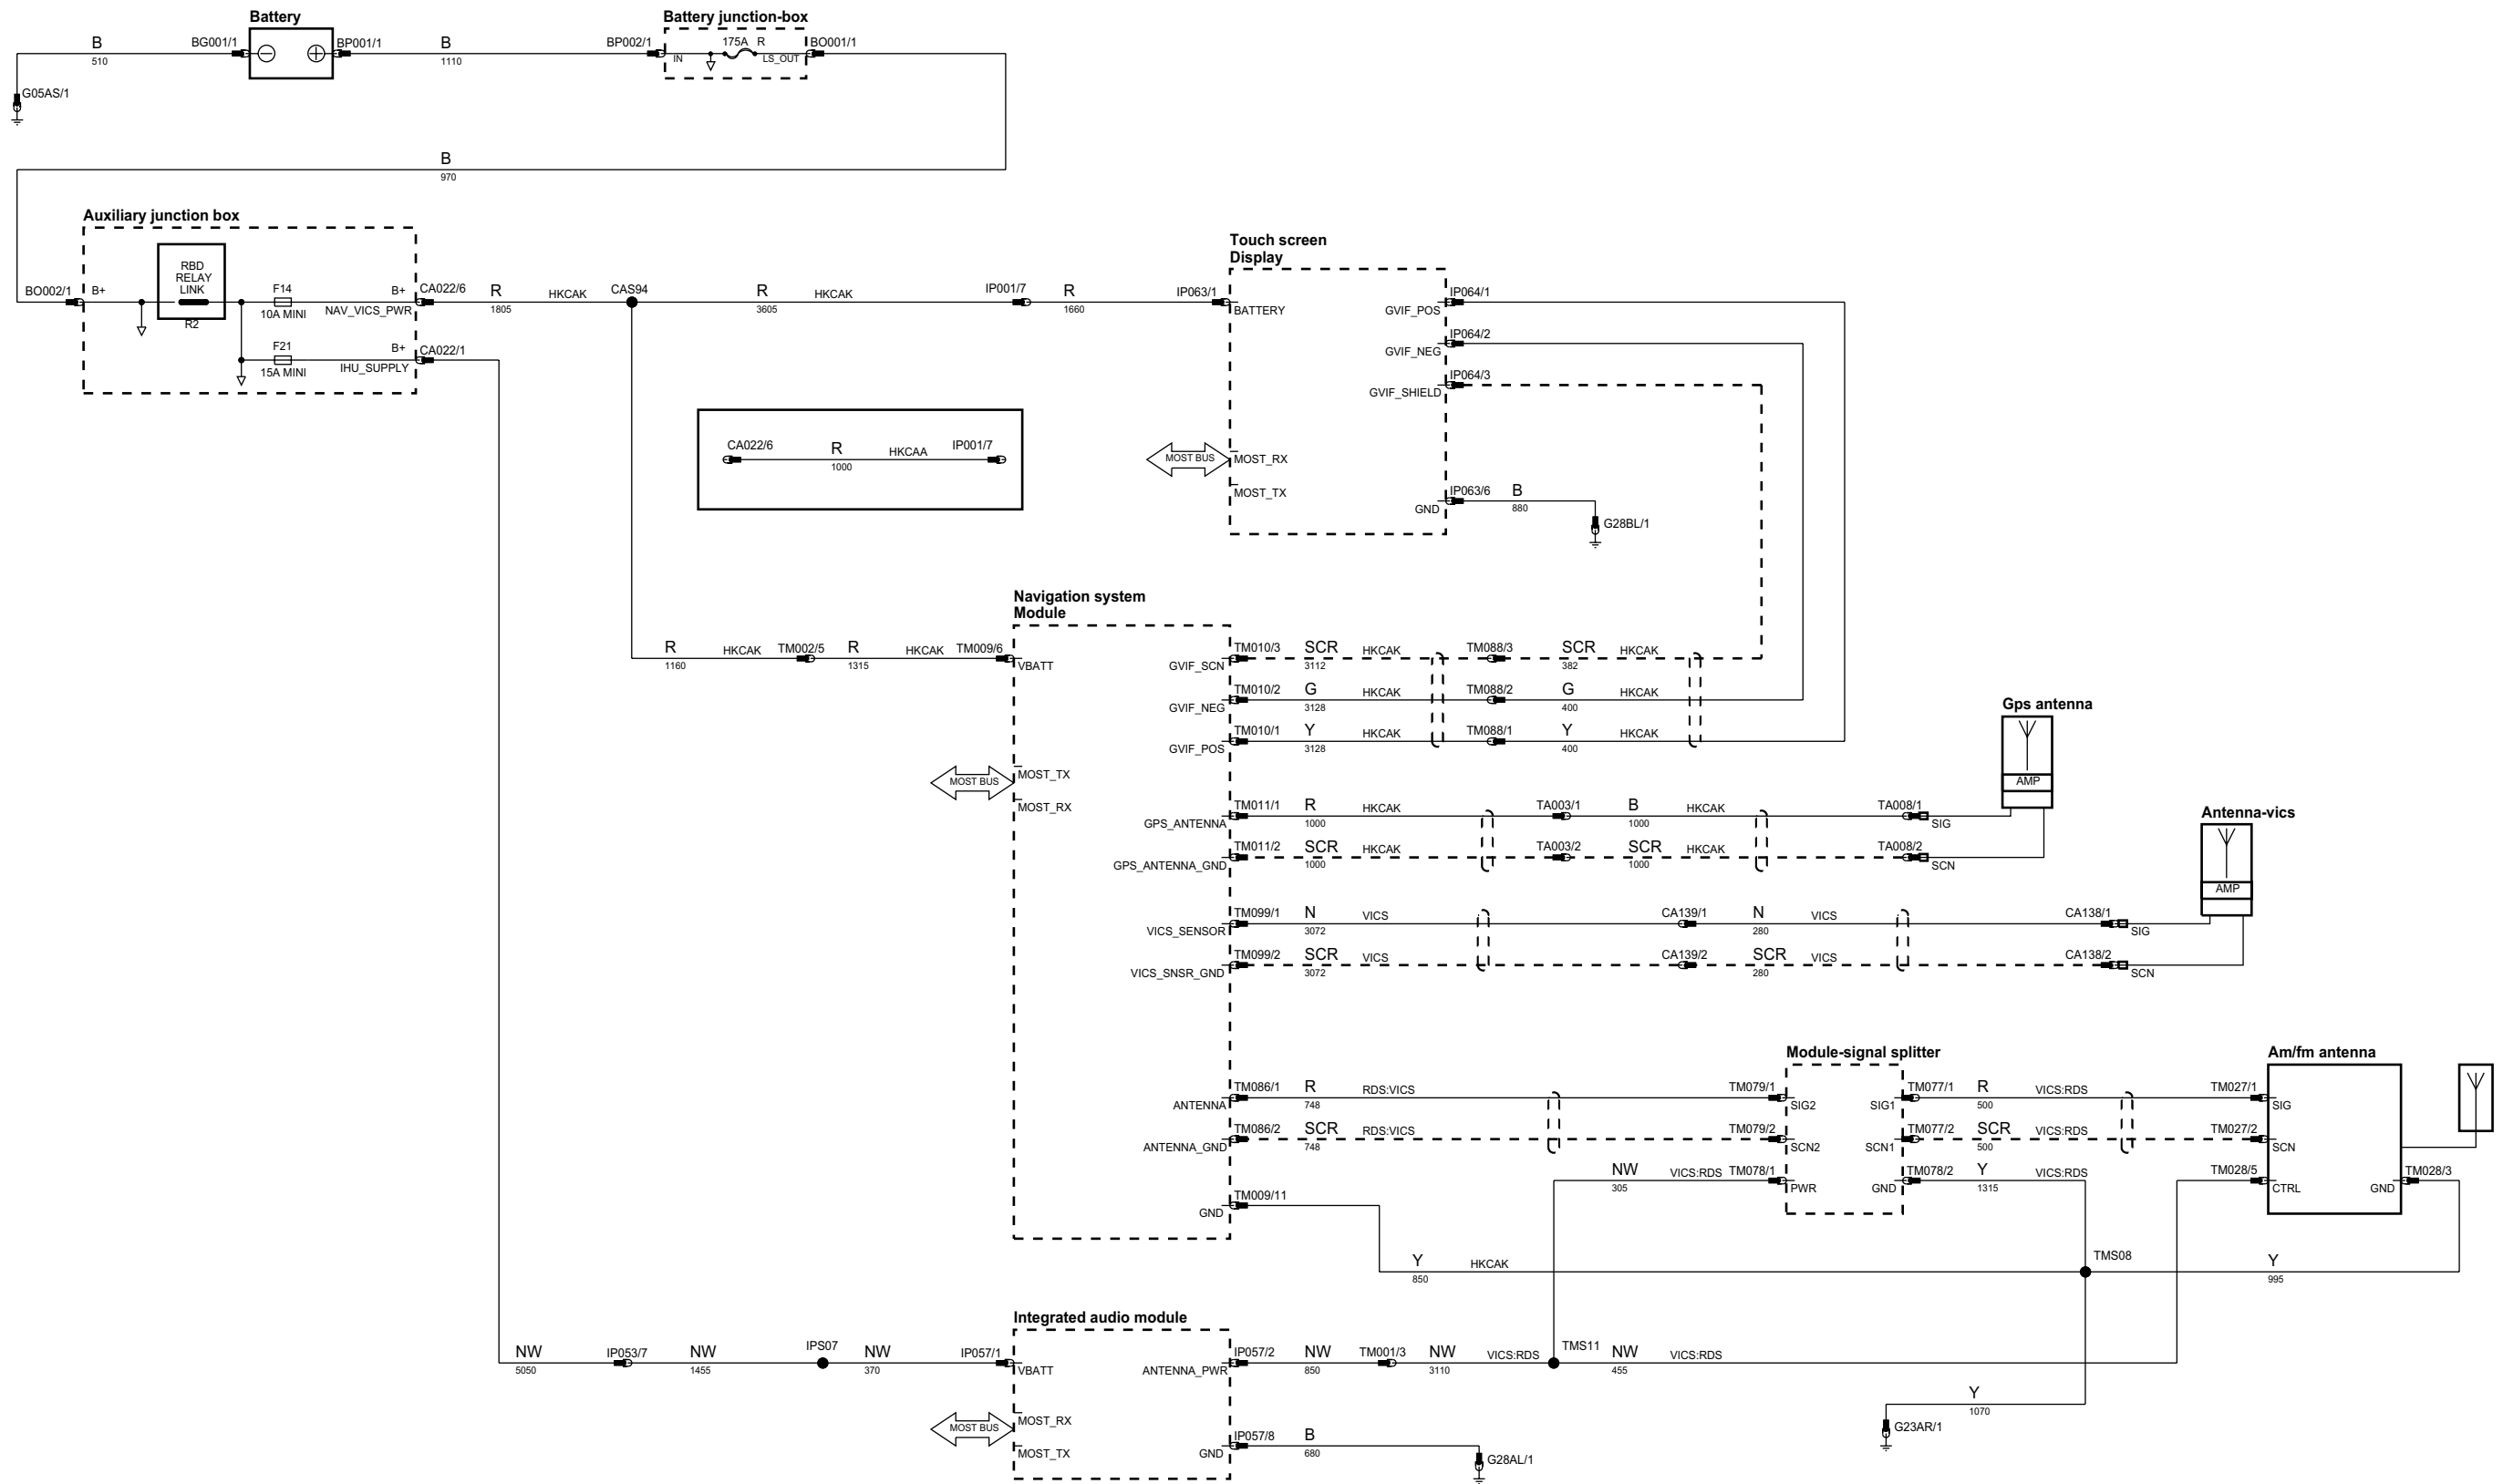 Battery
Battery junction-box
B
510
BG001/1
BP001/1
B
1110
BP002/1
IN
175A R
LS_OUT
BO001/1
G05AS/1
B
970
Auxiliary junction box
BO002/1
B+
RBD
RELAY
LINK
R2
F14
10A MINI
B+
NAV_VICS_PWR
CA022/6
R
1805
HKCAK
CAS94
R
3605
HKCAK
IP001/7
R
1660
IP063/1
F21
15A MINI
B+
IHU_SUPPLY
CA022/1
Touch screen
Display
BATTERY
GVIF_POS
IP064/1
GVIF_NEG
IP064/2
GVIF_SHIELD
IP064/3
MOST BUS
MOST_RX
MOST_TX
GND
IP063/6
B
880
G28BL/1
CA022/6
R
1000
HKCAA
IP001/7
Navigation system
Module
R
1160
HKCAK
TM002/5
R
1315
HKCAK
TM009/6
VBATT
GVIF_SCN
TM010/3
SCR
3112
HKCAK
TM088/3
SCR
382
HKCAK
GVIF_NEG
TM010/2
G
3128
HKCAK
TM088/2
G
400
HKCAK
GVIF_POS
TM010/1
Y
3128
HKCAK
TM088/1
Y
400
HKCAK
MOST BUS
MOST_TX
MOST_RX
Gps antenna
AMP
GPS_ANTENNA
TM011/1
R
1000
HKCAK
TA003/1
B
1000
HKCAK
TA008/1
SIG
GPS_ANTENNA_GND
TM011/2
SCR
1000
HKCAK
TA003/2
SCR
1000
HKCAK
TA008/2
SCN
Antenna-vics
AMP
VICS_SENSOR
TM099/1
N
3072
VICS
CA139/1
N
280
VICS
CA138/1
SIG
VICS_SNSR_GND
TM099/2
SCR
3072
VICS
CA139/2
SCR
280
VICS
CA138/2
SCN
Module-signal splitter
Am/fm antenna
ANTENNA
TM086/1
R
748
RDS:VICS
TM079/1
SIG2
SIG1
TM077/1
R
500
VICS:RDS
TM027/1
SIG
ANTENNA_GND
TM086/2
SCR
748
RDS:VICS
TM079/2
SCN2
SCN1
TM077/2
SCR
500
VICS:RDS
TM027/2
SCN
NW
305
VICS:RDS
TM078/1
PWR
GND
TM078/2
Y
1315
VICS:RDS
TM028/5
CTRL
GND
TM028/3
GND
TM009/11
Y
850
HKCAK
TMS08
Y
995
Integrated audio module
NW
5050
IP053/7
NW
1455
IPS07
NW
370
IP057/1
VBATT
ANTENNA_PWR
IP057/2
NW
850
TM001/3
NW
3110
VICS:RDS
TMS11
NW
455
VICS:RDS
MOST BUS
MOST_RX
MOST_TX
GND
IP057/8
B
680
G28AL/1
Y
1070
G23AR/1